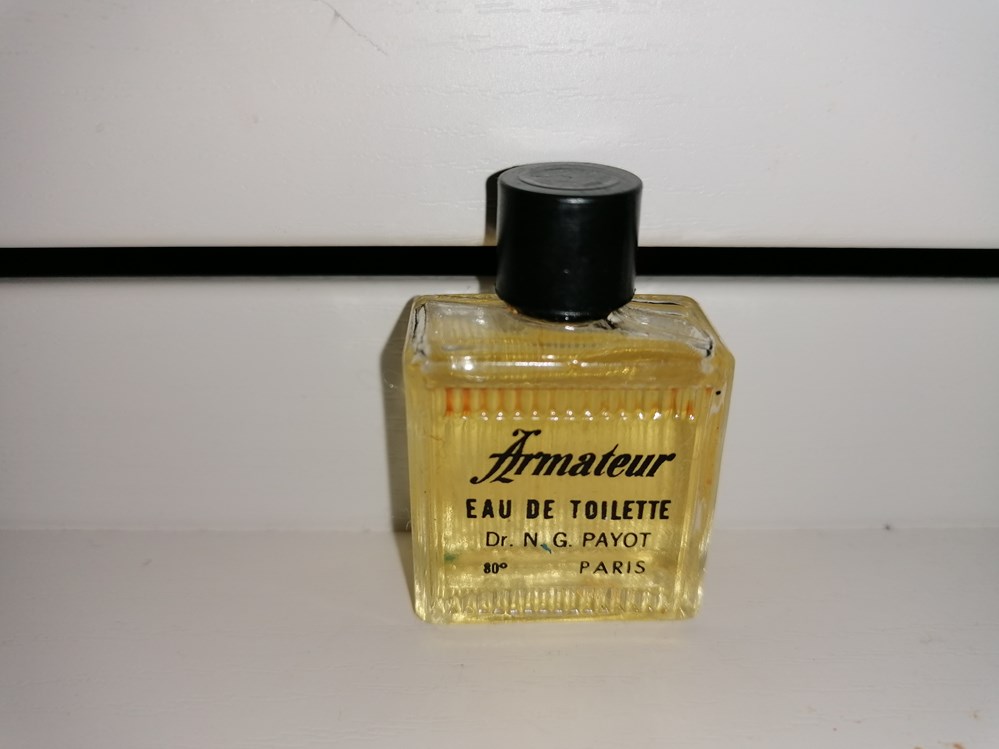 Armateur
EAU DE TOILETTE
Dr. N. G. PAYOT
80° PARIS